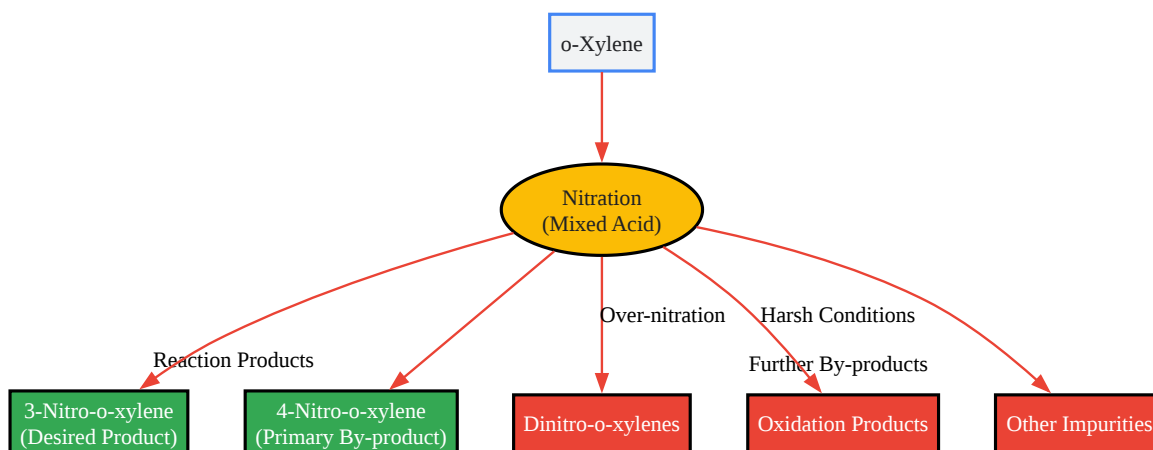 o-Xylene
Nitration
(Mixed Acid)
Over-nitration
Harsh Conditions
Reaction Products
Further By-products
3-Nitro-o-xylene
(Desired Product)
4-Nitro-o-xylene
(Primary By-product)
Dinitro-o-xylenes
Oxidation Products
Other Impurities